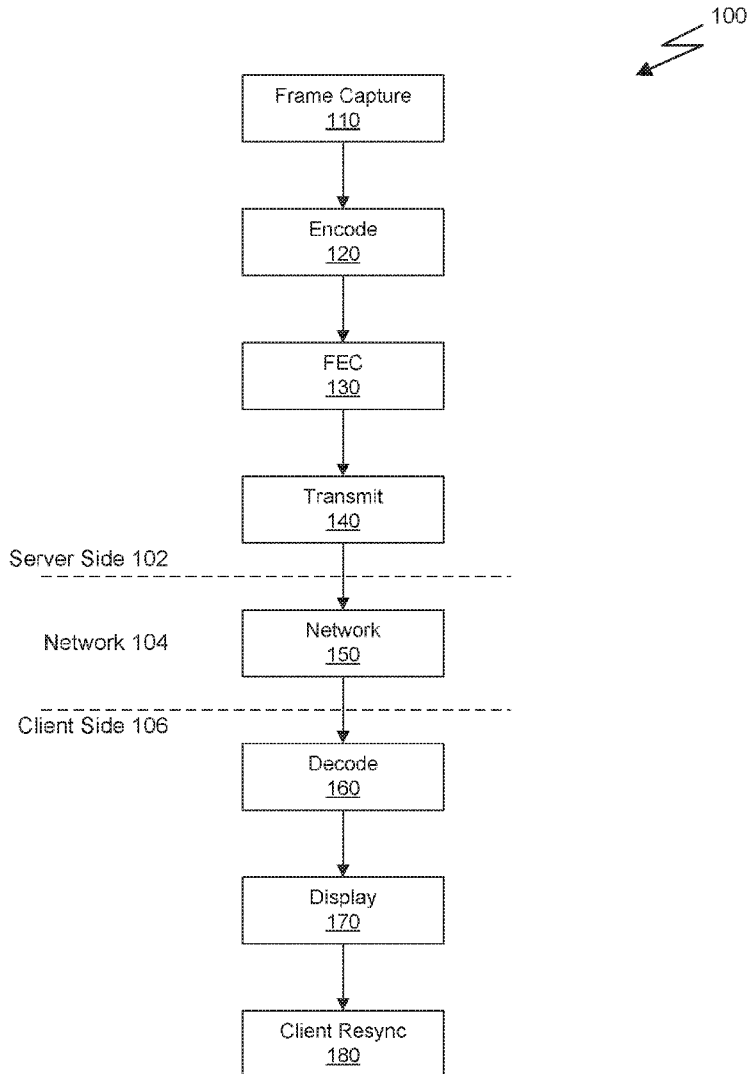 100
Frame Capture
110
Encode
120
FEC
130
Transmit
140
Server Side 102
Network 104
Network
150
Client Side 106
Decode
160
Display
170
Client Resync
180